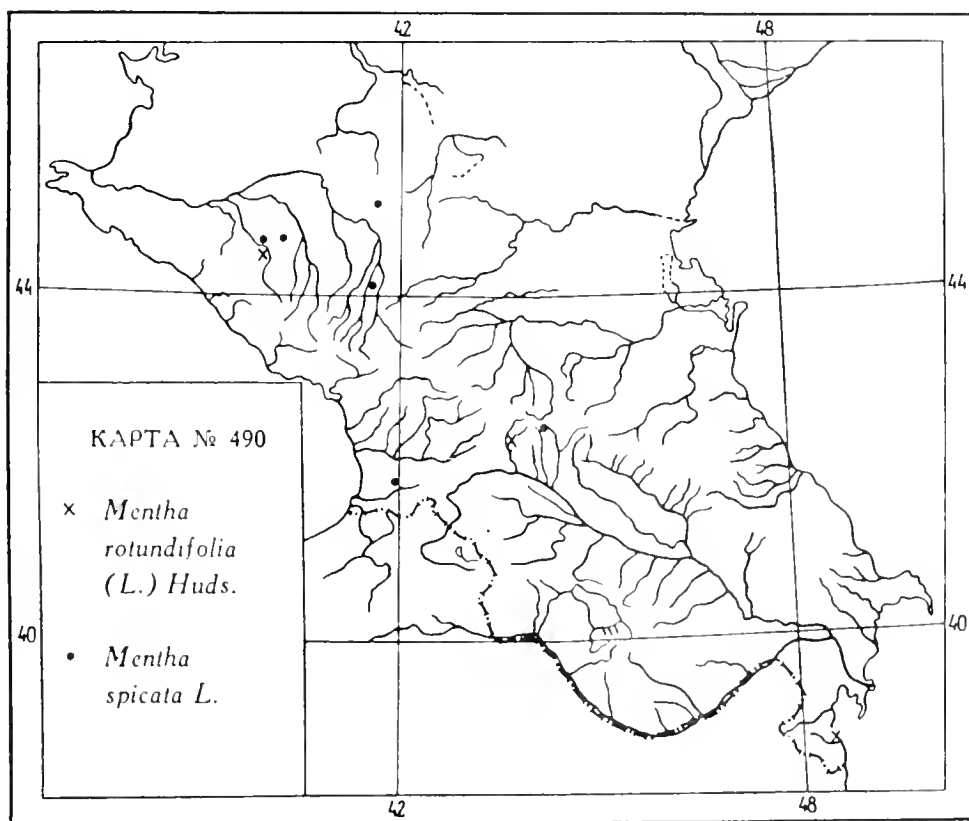 42 48
44 44
КАРТА № 490
× Mentha
rotundifolia
(L.) Huds.
40 40
• Mentha
spicata L.
42 48